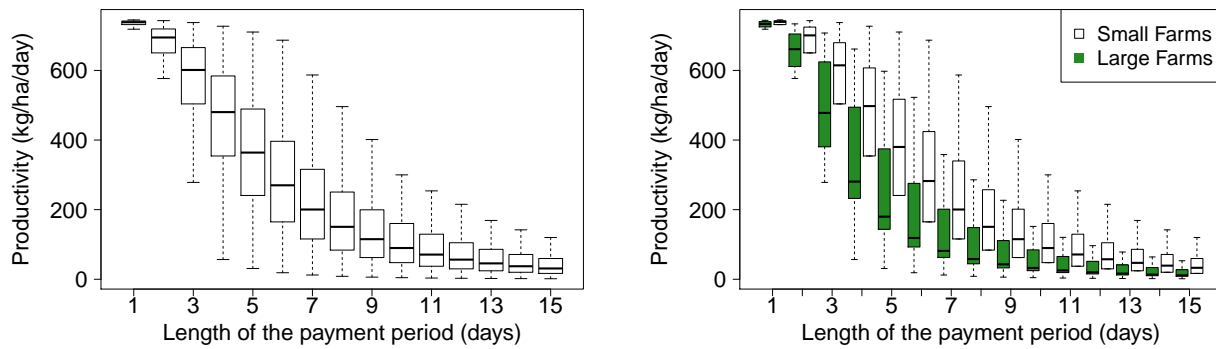 Productivity (kg/ha/day)
600
400
200
0
1 3 5 7 9 11 13 15
Length of the payment period (days)
Productivity (kg/ha/day)
600
400
200
0
1 3 5 7 9 11 13 15
Length of the payment period (days)
Small Farms
Large Farms